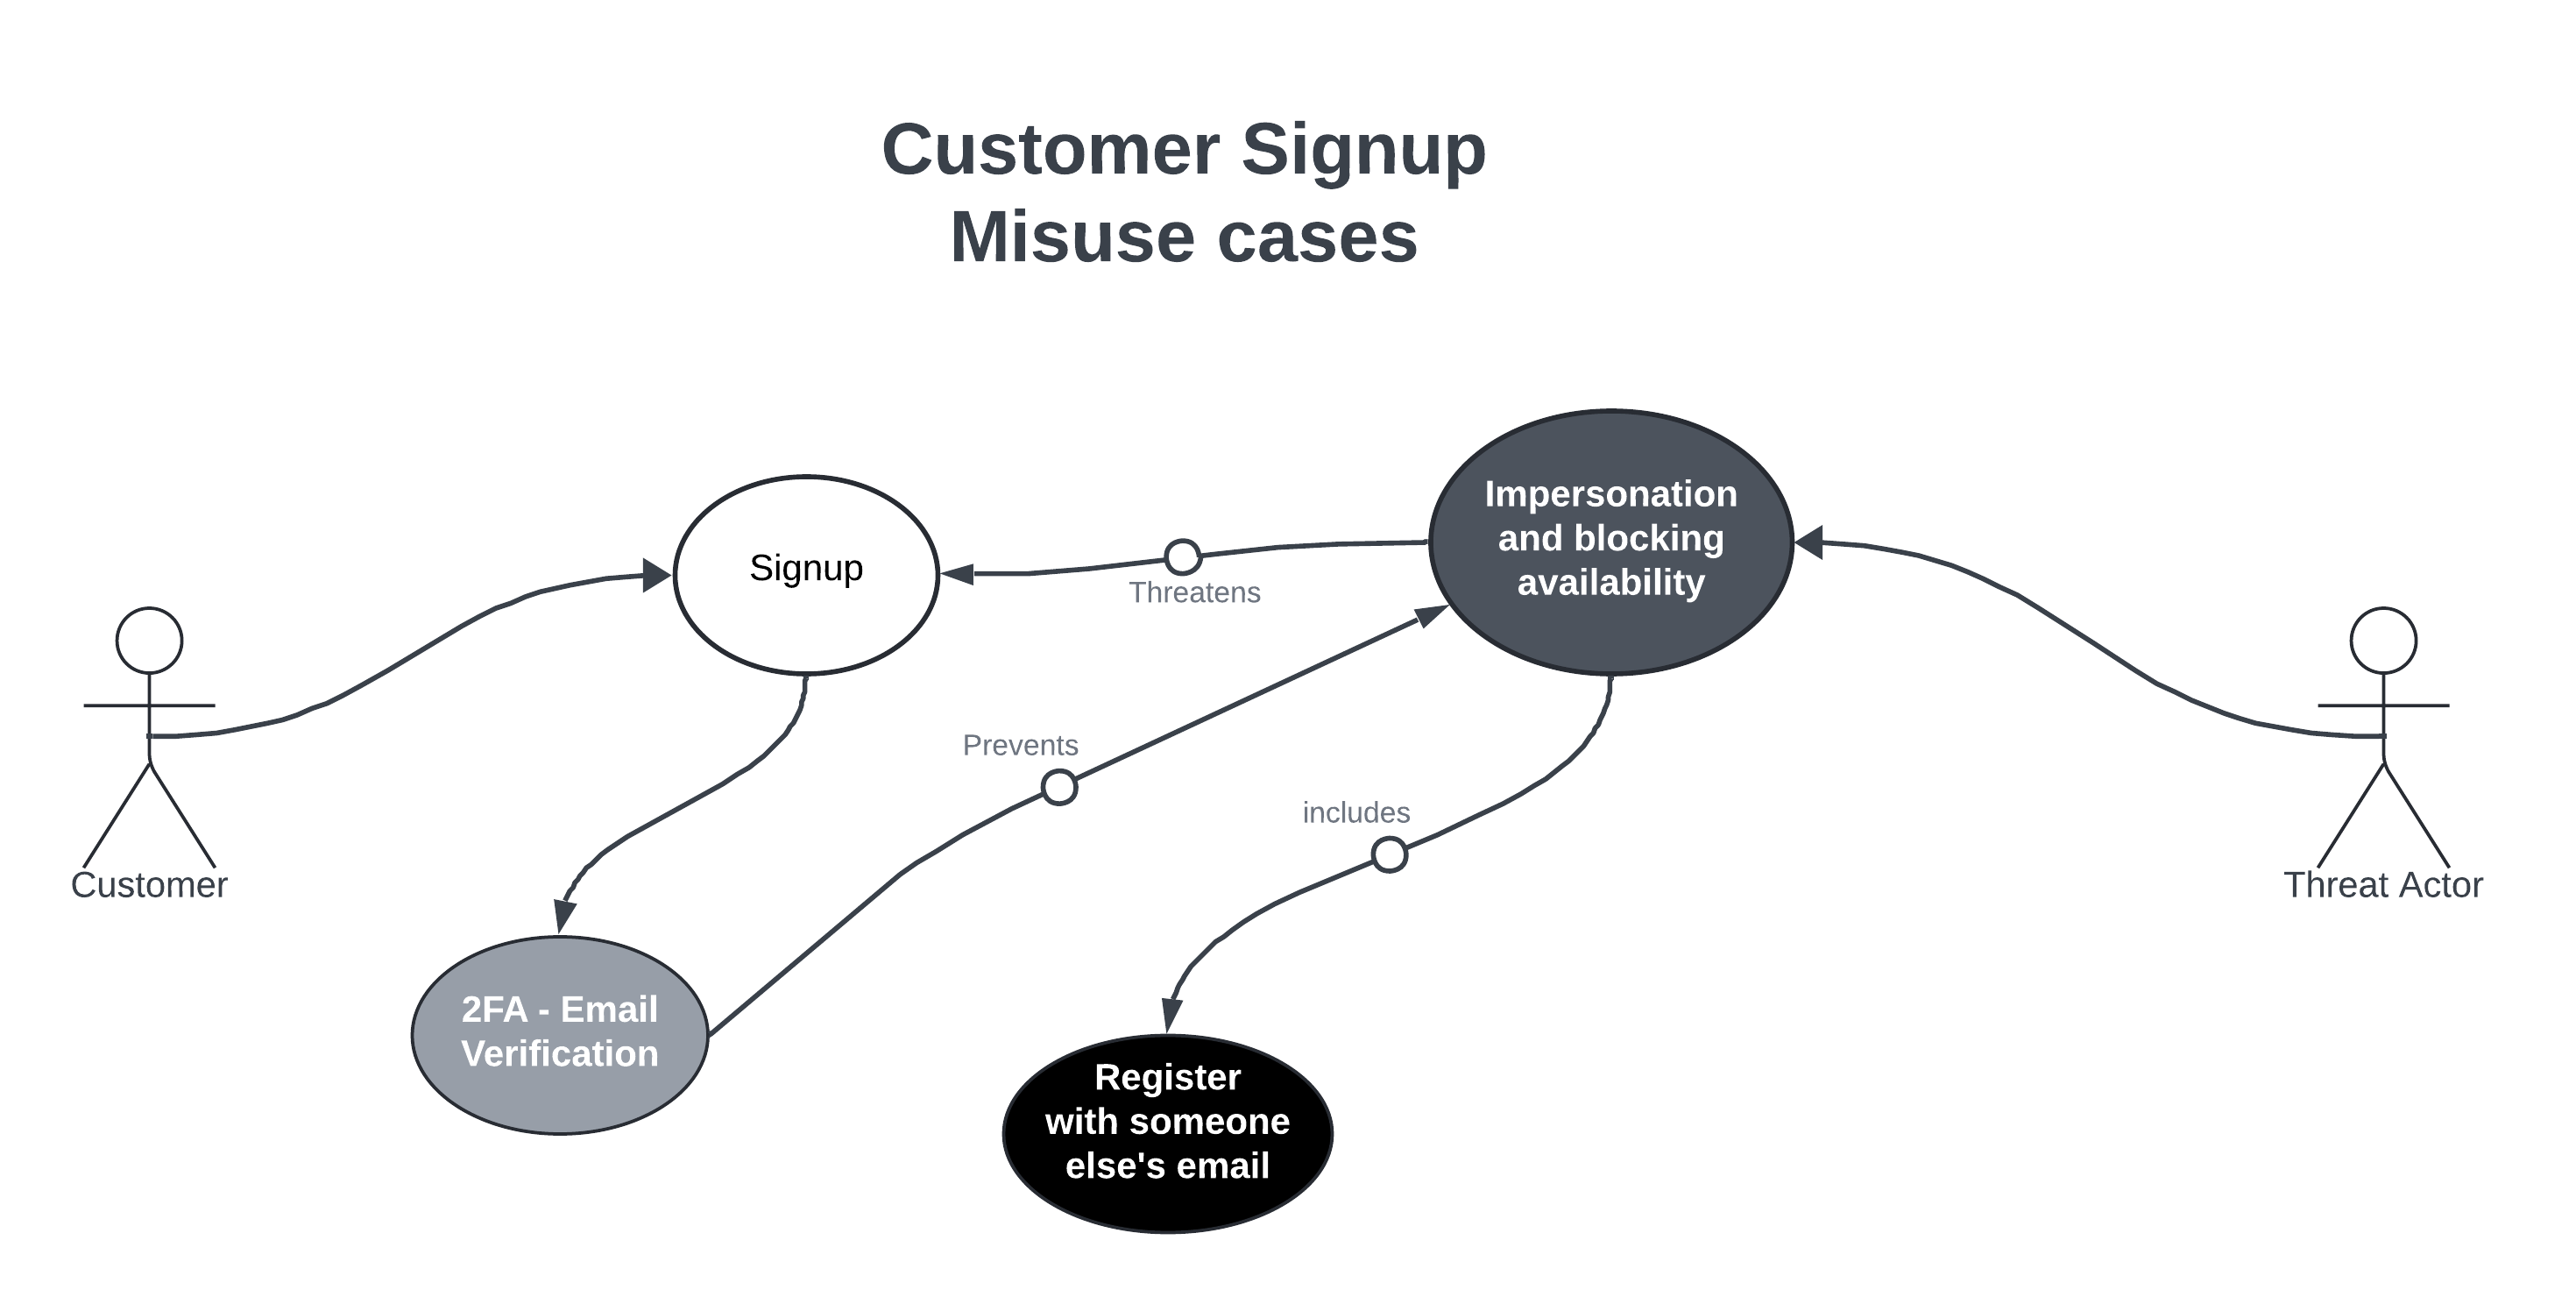 Customer Signup
Misuse cases
Impersonation
and blocking
availability
Signup
Threatens
Prevents
includes
Customer
Threat Actor
2FA - Email
Verification
Register
with someone
else's email